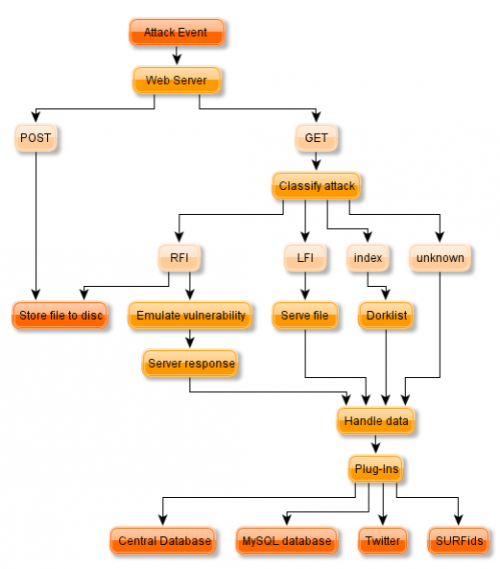 Attack Event
Web Server
POST
GET
Classify attack
RFI
LFI
index
unknown
Store file to disc
Emulate vulnerability
Serve file
Dorklist
Server response
Handle data
Plug-Ins
Central Database
MySQL database
Twitter
SURFids